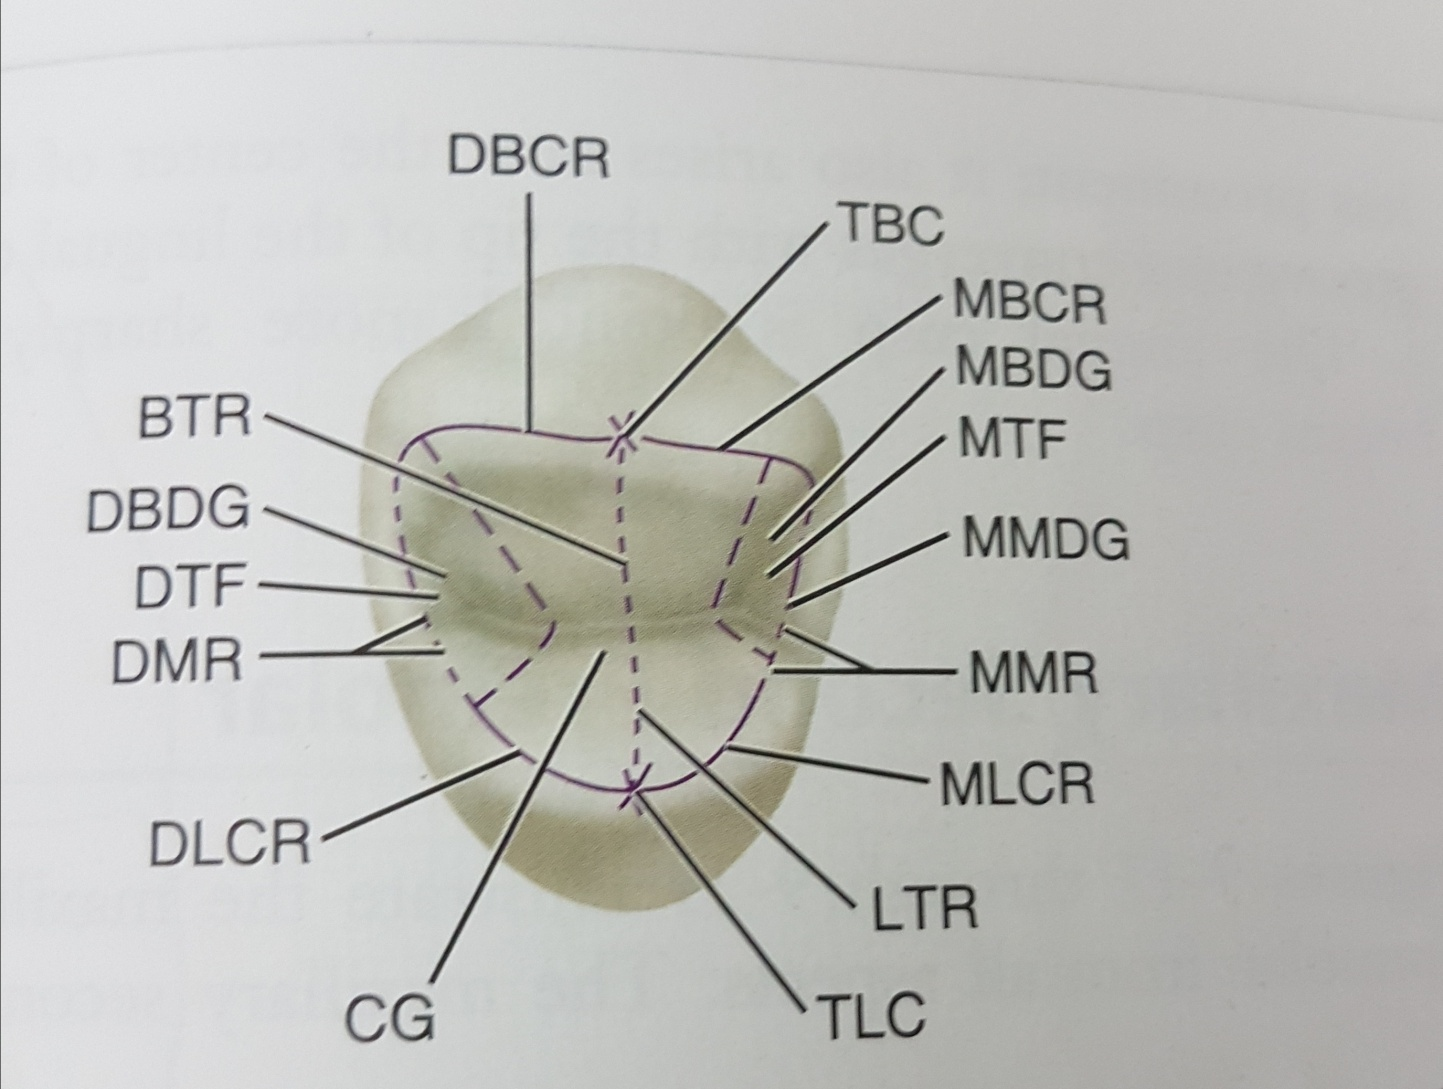 DBCR
TBC
MBCR
MBDG
MTF
MMDG
MMR
MLCR
LTR
TLC
BTR
DBDG
DTF
DMR
DLCR
CG